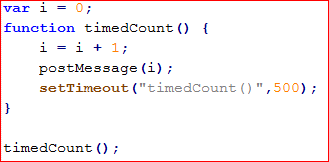 var i = 0;
function timedCount() {
    i = i + 1;
    postMessage(i);
    setTimeout("timedCount()",500);
}

timedCount();